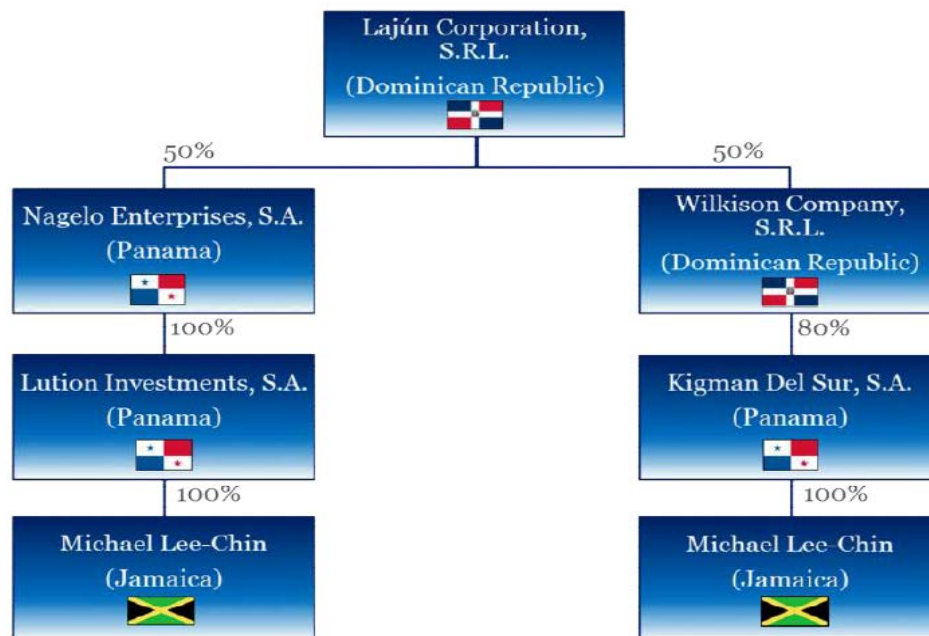 Lajún Corporation,
S.R.L.
(Dominican Republic)
50%
50%
Nagelo Enterprises, S.A.
(Panama)
Wilkison Company,
S.R.L.
(Dominican Republic)
100%
80%
Lution Investments, S.A.
(Panama)
Kigman Del Sur, S.A.
(Panama)
100%
100%
Michael Lee-Chin
(Jamaica)
Michael Lee-Chin
(Jamaica)